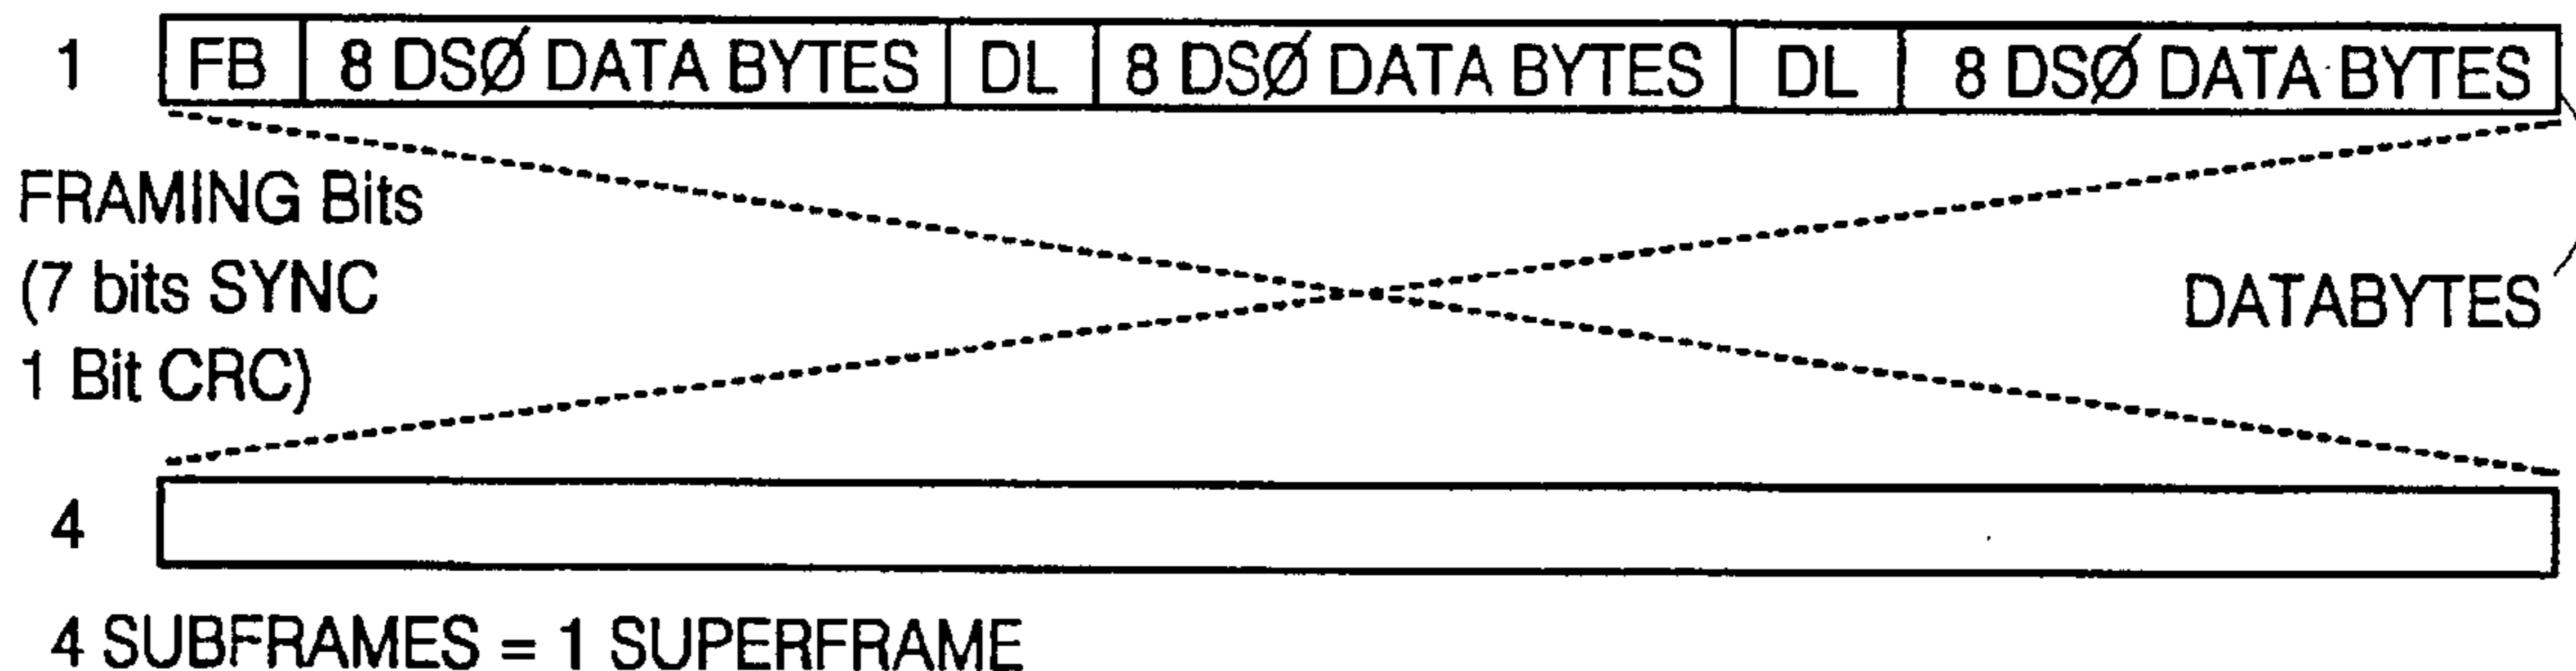 1 FB 8 DSØ DATA BYTES DL 8 DSØ DATA BYTES DL 8 DSØ DATA BYTES
FRAMING Bits
(7 bits SYNC
1 Bit CRC)
DATABYTES
4
4 SUBFRAMES = 1 SUPERFRAME